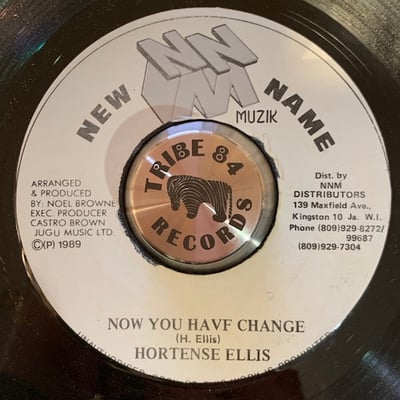 NNM
NEW NAME
MUZIK
TRIBE 84
RECORDS
ARRANGED
& PRODUCED
BY: NOEL BROWNE
EXEC. PRODUCER
CASTRO BROWN
JUGU MUSIC LTD.
©(P) 1989
Dist. by
NNM
DISTRIBUTORS
139 Maxfield Ave.,
Kingston 10 Ja. W.I.
Phone (809)929-8272/
99687
(809)929-7304
NOW YOU HAVF CHANGE
(H. Ellis)
HORTENSE ELLIS